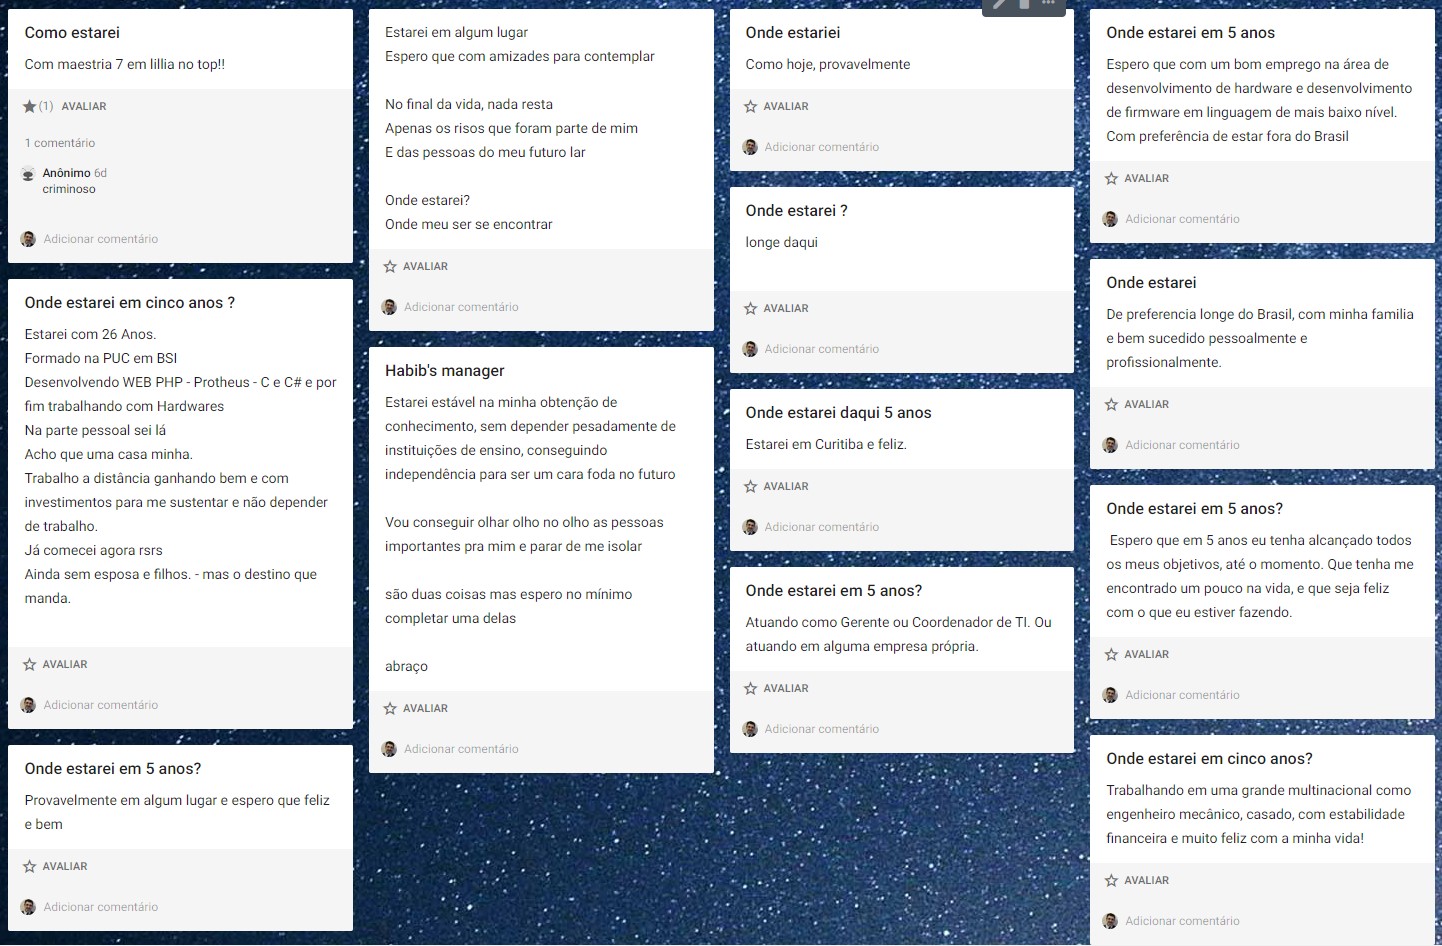 Como estarei
Com maestria 7 em lillia no top!!
(1) AVALIAR
1 comentário
Anônimo 6d
criminoso
Adicionar comentário
Onde estarei em cinco anos ?
Estarei com 26 Anos.
Formado na PUC em BSI
Desenvolvendo WEB PHP - Protheus - C e C# e por
fim trabalhando com Hardwares
Na parte pessoal sei lá
Acho que uma casa minha.
Trabalho a distância ganhando bem e com
investimentos para me sustentar e não depender
de trabalho.
Já comecei agora rsrs
Ainda sem esposa e filhos. - mas o destino que
manda.
AVALIAR
Adicionar comentário
Onde estarei em 5 anos?
Provavelmente em algum lugar e espero que feliz
e bem
AVALIAR
Adicionar comentário
Estarei em algum lugar
Espero que com amizades para contemplar
No final da vida, nada resta
Apenas os risos que foram parte de mim
E das pessoas do meu futuro lar
Onde estarei?
Onde meu ser se encontrar
AVALIAR
Adicionar comentário
Habib's manager
Estarei estável na minha obtenção de
conhecimento, sem depender pesadamente de
instituições de ensino, conseguindo
independência para ser um cara foda no futuro
Vou conseguir olhar olho no olho as pessoas
importantes pra mim e parar de me isolar
são duas coisas mas espero no mínimo
completar uma delas
abraço
AVALIAR
Adicionar comentário
Onde estariei
Como hoje, provavelmente
AVALIAR
Adicionar comentário
Onde estarei ?
longe daqui
AVALIAR
Adicionar comentário
Onde estarei daqui 5 anos
Estarei em Curitiba e feliz.
AVALIAR
Adicionar comentário
Onde estarei em 5 anos?
Atuando como Gerente ou Coordenador de TI. Ou
atuando em alguma empresa própria.
AVALIAR
Adicionar comentário
Onde estarei em 5 anos
Espero que com um bom emprego na área de
desenvolvimento de hardware e desenvolvimento
de firmware em linguagem de mais baixo nível.
Com preferência de estar fora do Brasil
AVALIAR
Adicionar comentário
Onde estarei
De preferencia longe do Brasil, com minha familia
e bem sucedido pessoalmente e
profissionalmente.
AVALIAR
Adicionar comentário
Onde estarei em 5 anos?
Espero que em 5 anos eu tenha alcançado todos
os meus objetivos, até o momento. Que tenha me
encontrado um pouco na vida, e que seja feliz
com o que eu estiver fazendo.
AVALIAR
Adicionar comentário
Onde estarei em cinco anos?
Trabalhando em uma grande multinacional como
engenheiro mecânico, casado, com estabilidade
financeira e muito feliz com a minha vida!
AVALIAR
Adicionar comentário